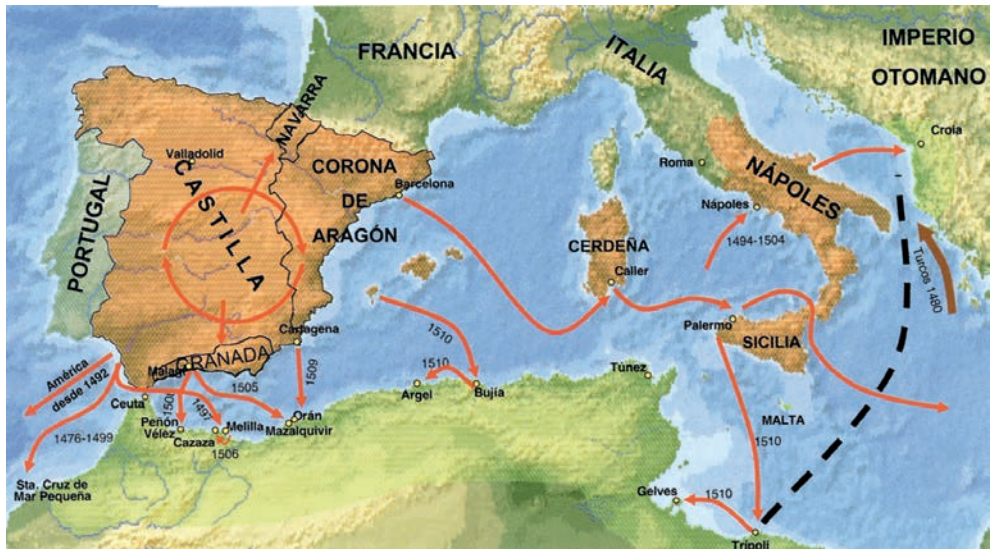 FRANCIA
ITALIA
IMPERIO
OTOMANO
NAVARRA
Valladolid
CASTILLA
CORONA
DE
ARAGÓN
Barcelona
PORTUGAL
Roma
NÁPOLES
Nápoles
1494-1504
Croia
Turcos 1480
CERDEÑA
Caller
Palermo
SICILIA
MALTA
Cartagena
GRANADA
Málaga
América
desde 1492
1476-1499
Sta. Cruz de
Mar Pequeña
Ceuta
1497
1505
1509
Peñón
Vélez
Cazaza
Melilla
1506
Orán
Mazalquivir
1510
1510
Argel
Bujía
Túnez
1510
Gelves
1510
Trípoli